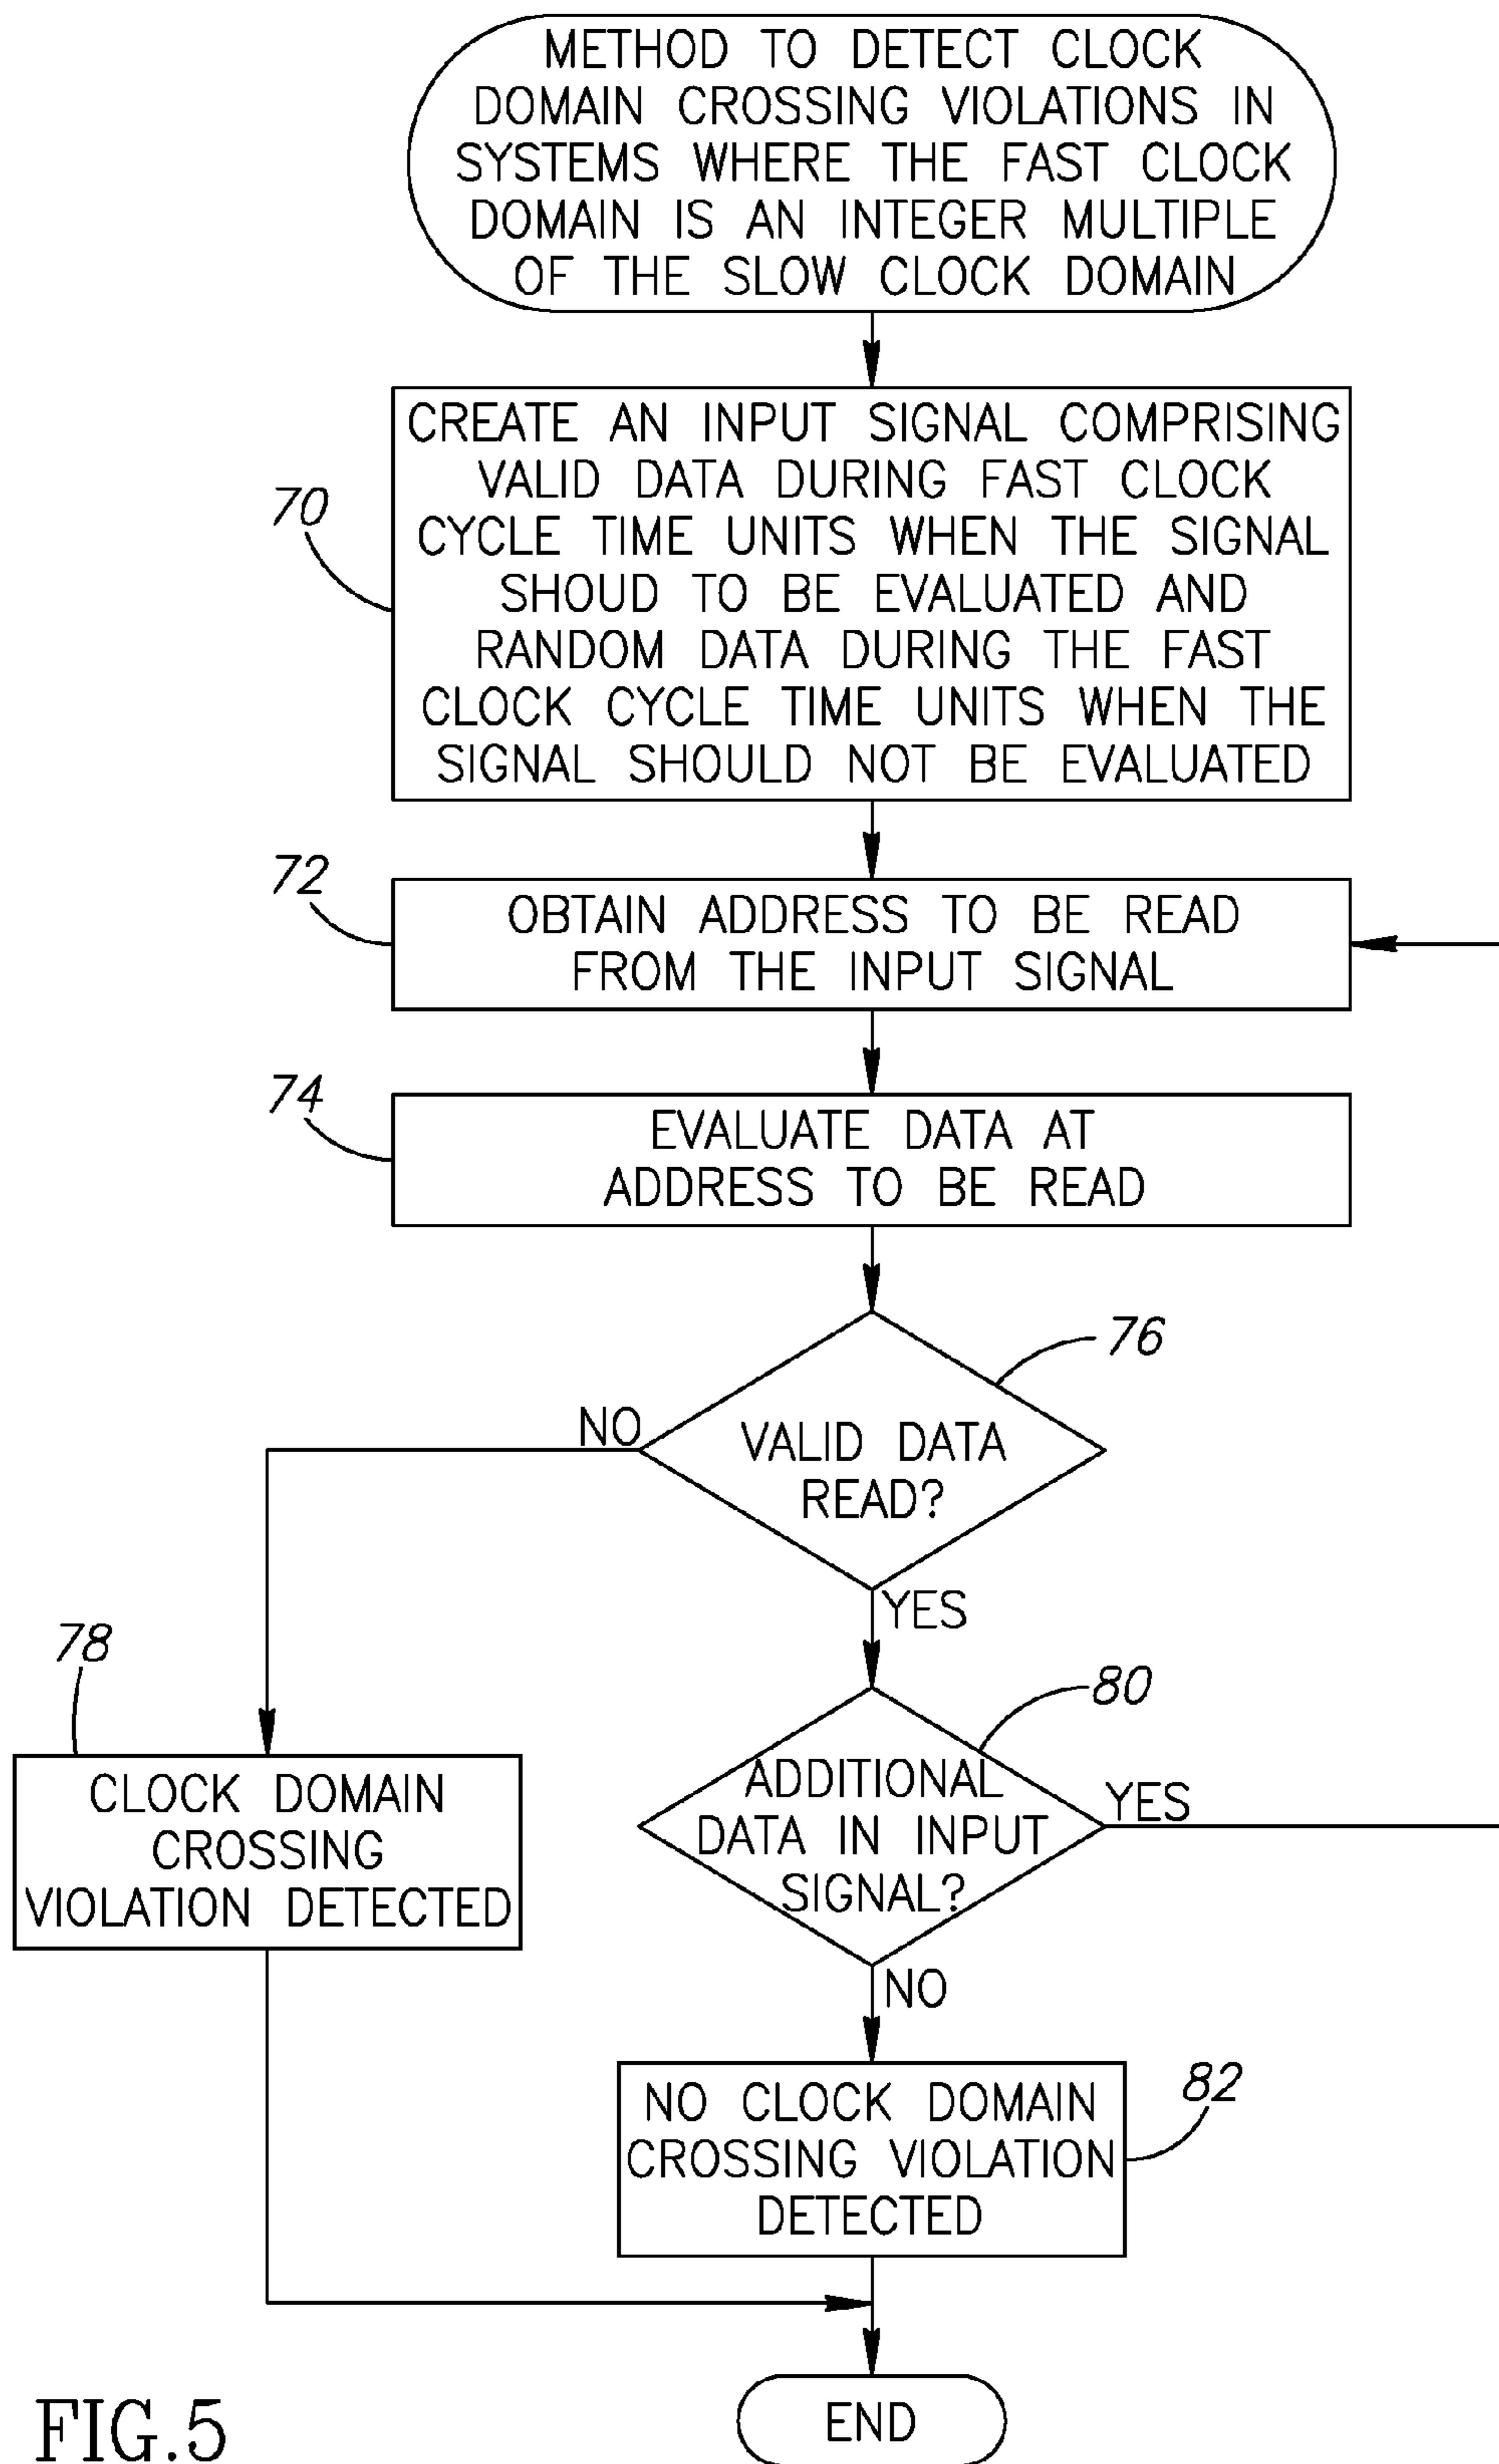 METHOD TO DETECT CLOCK
DOMAIN CROSSING VIOLATIONS IN
SYSTEMS WHERE THE FAST CLOCK
DOMAIN IS AN INTEGER MULTIPLE
OF THE SLOW CLOCK DOMAIN
70
CREATE AN INPUT SIGNAL COMPRISING
VALID DATA DURING FAST CLOCK
CYCLE TIME UNITS WHEN THE SIGNAL
SHOUD TO BE EVALUATED AND
RANDOM DATA DURING THE FAST
CLOCK CYCLE TIME UNITS WHEN THE
SIGNAL SHOULD NOT BE EVALUATED
72
OBTAIN ADDRESS TO BE READ
FROM THE INPUT SIGNAL
74
EVALUATE DATA AT
ADDRESS TO BE READ
76
NO
VALID DATA
READ?
YES
78
CLOCK DOMAIN
CROSSING
VIOLATION DETECTED
80
ADDITIONAL
DATA IN INPUT
SIGNAL?
YES
NO
82
NO CLOCK DOMAIN
CROSSING VIOLATION
DETECTED
END
FIG.5